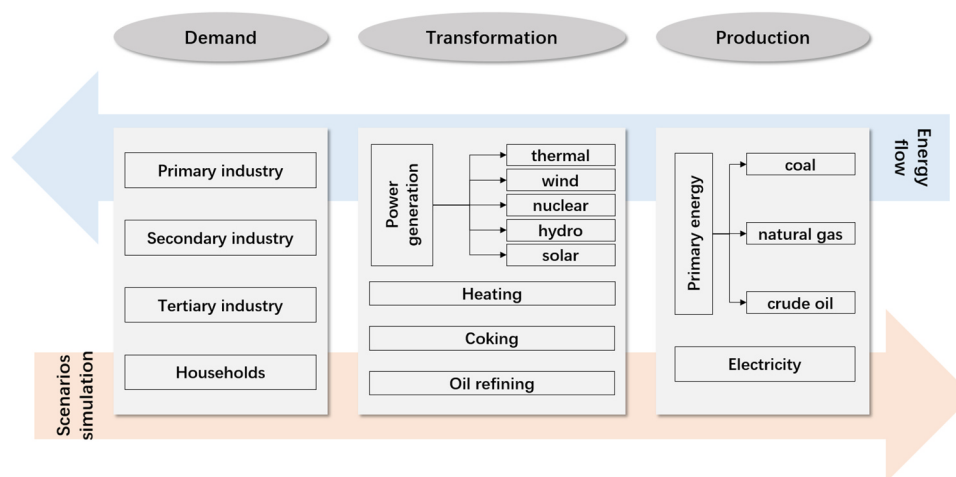 Demand
Transformation
Production
Energy
flow
Primary industry
Secondary industry
Tertiary industry
Households
Power
generation
thermal
wind
nuclear
hydro
solar
Heating
Coking
Oil refining
Primary energy
coal
natural gas
crude oil
Electricity
Scenarios
simulation